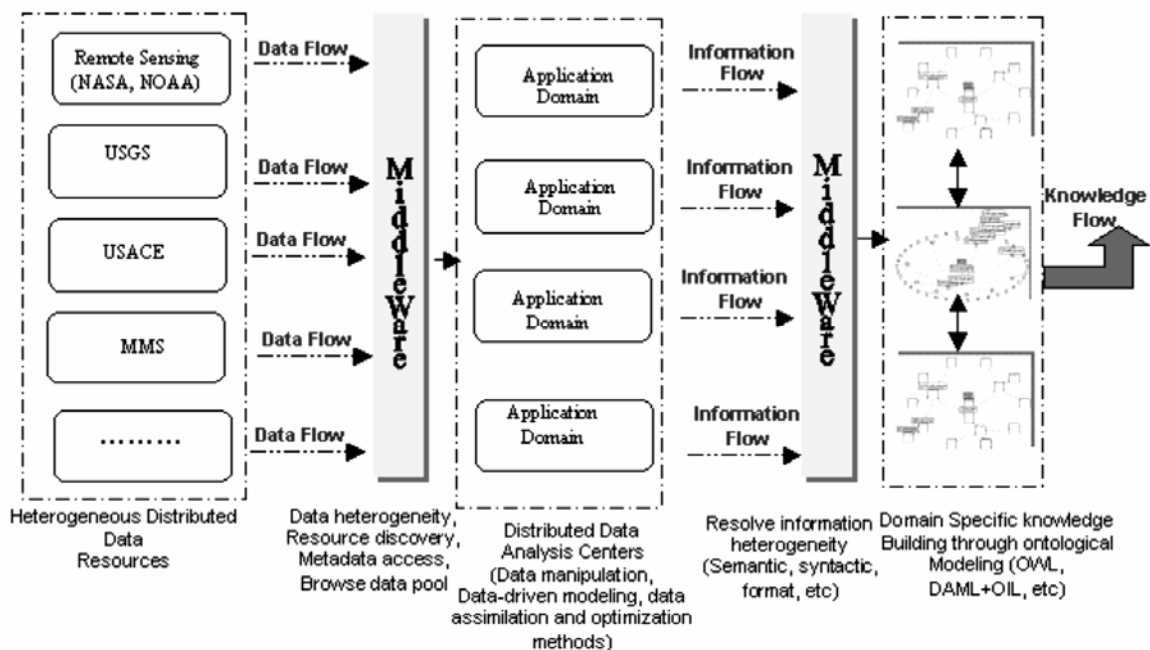 Remote Sensing
(NASA, NOAA)
USGS
USACE
MMS
.........
Heterogeneous Distributed
Data
Resources
Data Flow
Data Flow
Data Flow
Data Flow
Data Flow
MiddleWare
Data heterogeneity,
Resource discovery,
Metadata access,
Browse data pool
Application
Domain
Application
Domain
Application
Domain
Application
Domain
Distributed Data
Analysis Centers
(Data manipulation,
Data-driven modeling, data
assimilation and optimization
methods)
Information
Flow
Information
Flow
Information
Flow
Information
Flow
MiddleWare
Resolve information
heterogeneity
(Semantic, syntactic,
format, etc)
Domain Specific knowledge
Building through ontological
Modeling (OWL,
DAML+OIL, etc)
Knowledge
Flow